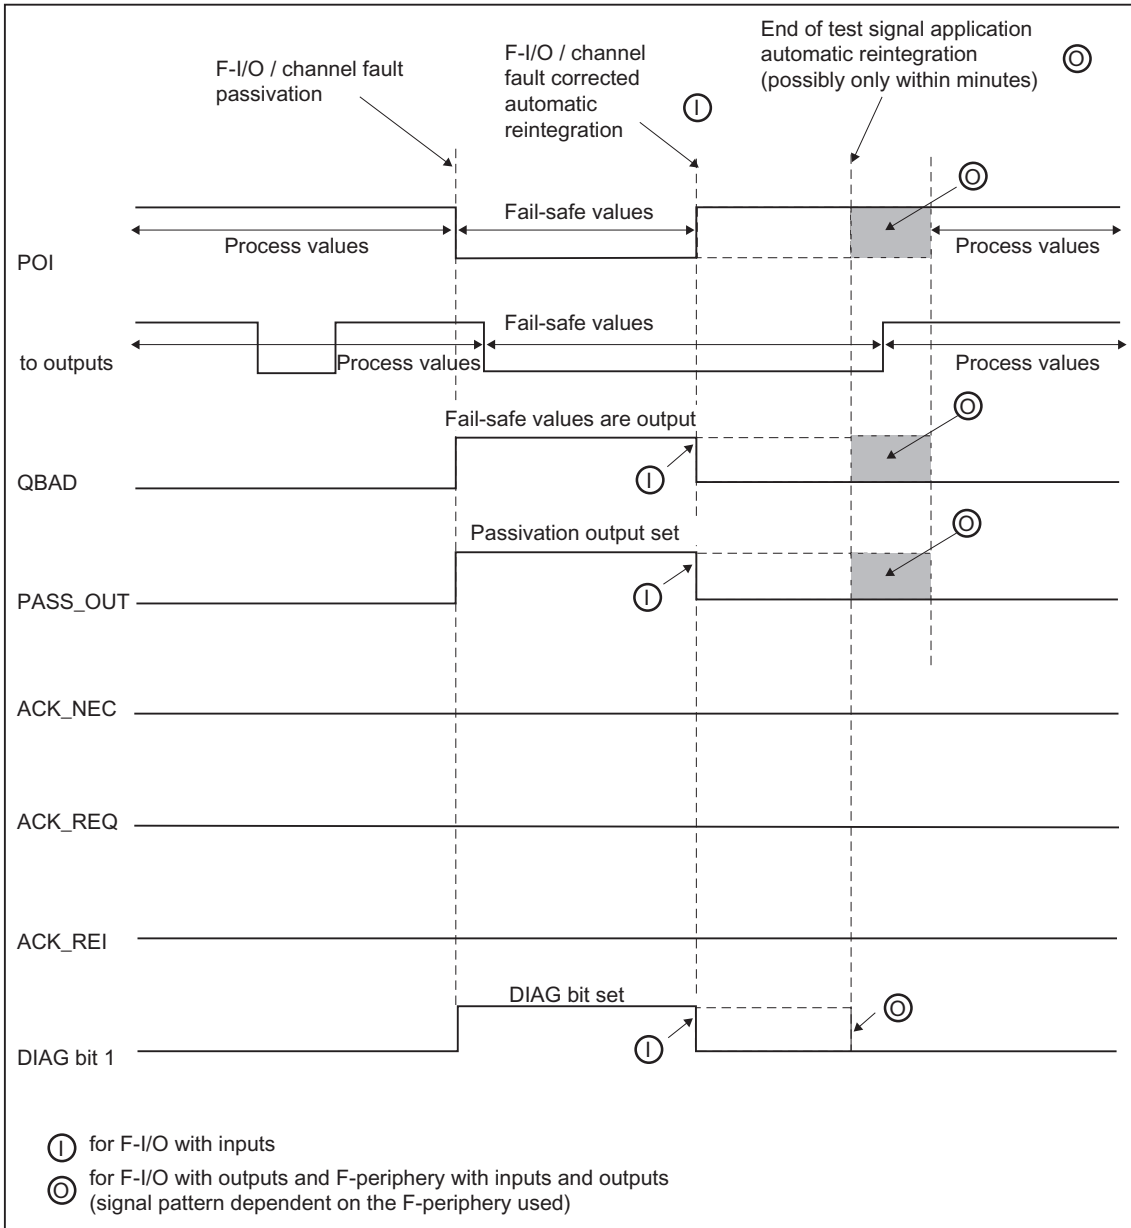 End of test signal application
automatic reintegration
(possibly only within minutes)
O
F-I/O / channel
fault corrected
automatic
reintegration
I
F-I/O / channel fault
passivation
O
Fail-safe values
Process values
Process values
POI
Fail-safe values
to outputs
Process values
Process values
O
Fail-safe values are output
QBAD
I
O
Passivation output set
PASS_OUT
I
ACK_NEC
ACK_REQ
ACK_REI
DIAG bit set
O
DIAG bit 1
I
I for F-I/O with inputs
O for F-I/O with outputs and F-periphery with inputs and outputs
(signal pattern dependent on the F-periphery used)